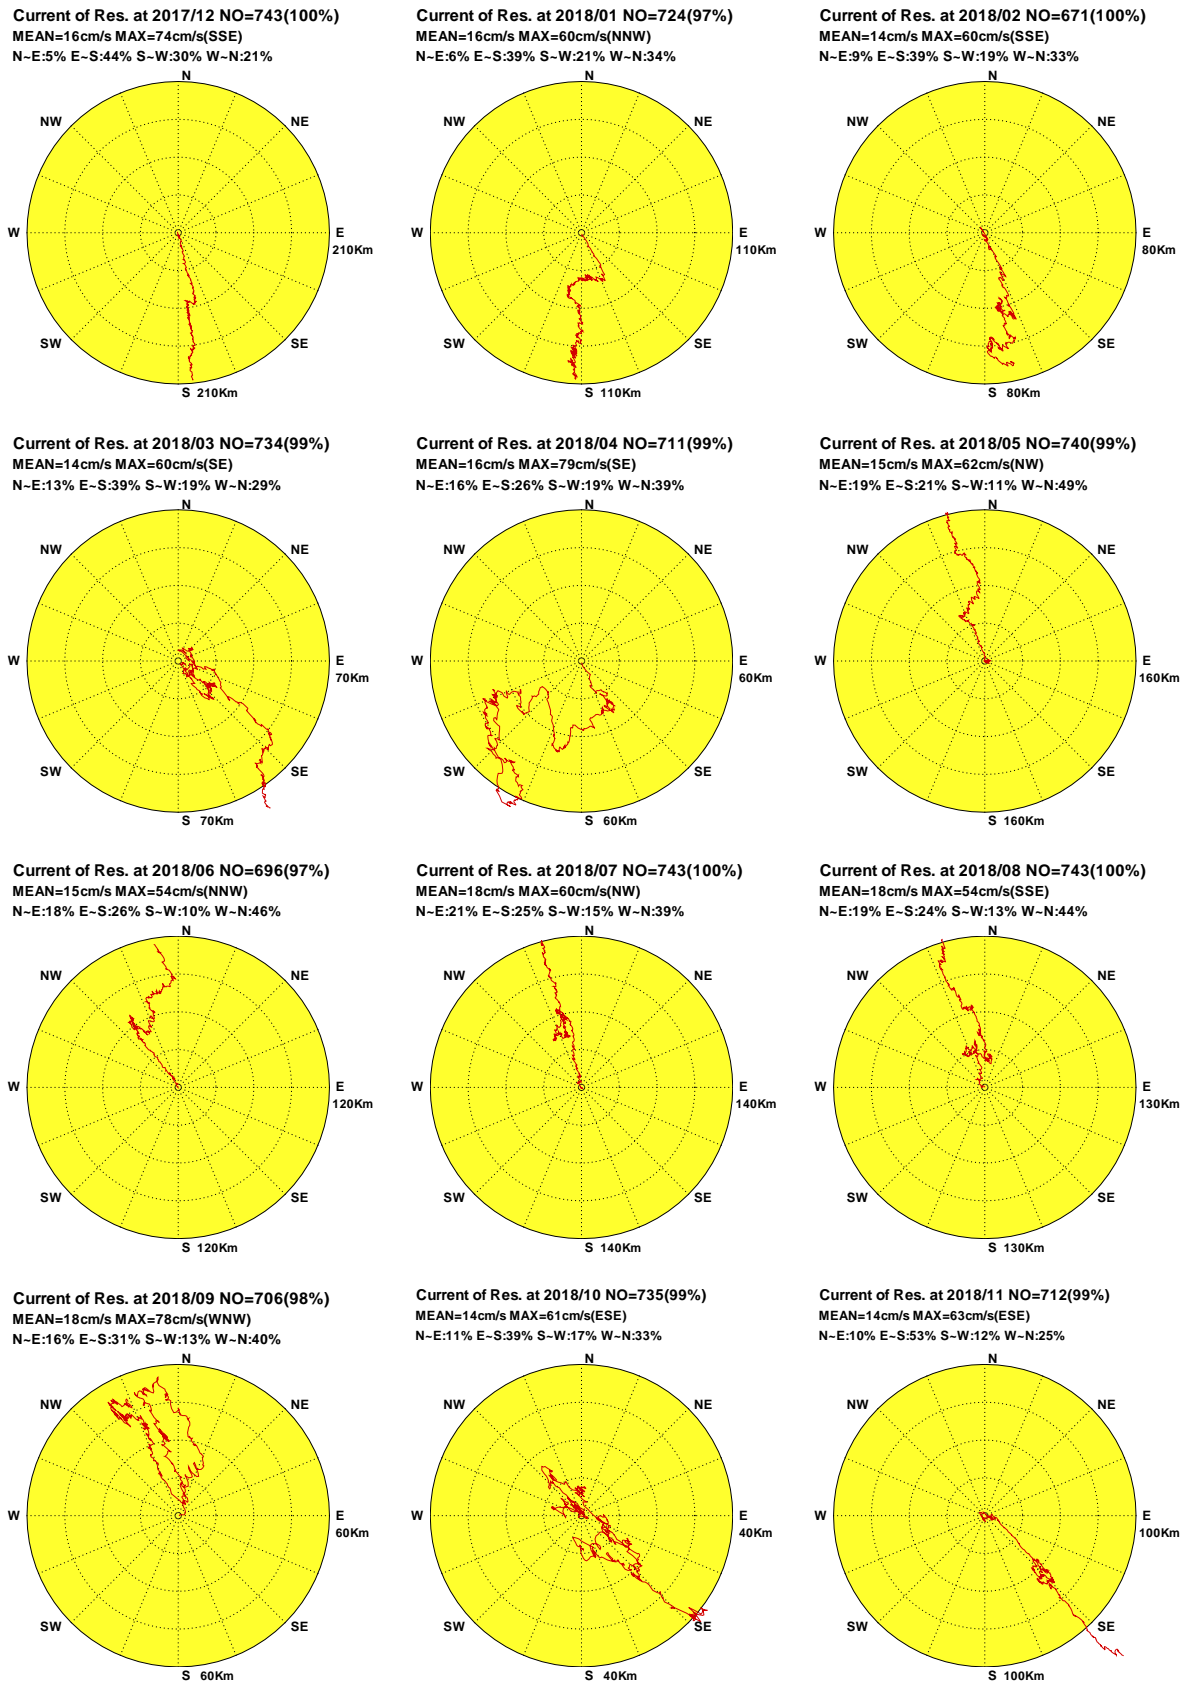 Current of Res. at 2017/12 NO=743(100%)
MEAN=16cm/s MAX=74cm/s(SSE)
N~E:5% E~S:44% S~W:30% W~N:21%
N
NW
NE
W
E
210Km
SW
SE
S 210Km
Current of Res. at 2018/01 NO=724(97%)
MEAN=16cm/s MAX=60cm/s(NNW)
N~E:6% E~S:39% S~W:21% W~N:34%
N
NW
NE
W
E
110Km
SW
SE
S 110Km
Current of Res. at 2018/02 NO=671(100%)
MEAN=14cm/s MAX=60cm/s(SSE)
N~E:9% E~S:39% S~W:19% W~N:33%
N
NW
NE
W
E
80Km
SW
SE
S 80Km
Current of Res. at 2018/03 NO=734(99%)
MEAN=14cm/s MAX=60cm/s(SE)
N~E:13% E~S:39% S~W:19% W~N:29%
N
NW
NE
W
E
70Km
SW
SE
S 70Km
Current of Res. at 2018/04 NO=711(99%)
MEAN=16cm/s MAX=79cm/s(SE)
N~E:16% E~S:26% S~W:19% W~N:39%
N
NW
NE
W
E
60Km
SW
SE
S 60Km
Current of Res. at 2018/05 NO=740(99%)
MEAN=15cm/s MAX=62cm/s(NW)
N~E:19% E~S:21% S~W:11% W~N:49%
N
NW
NE
W
E
160Km
SW
SE
S 160Km
Current of Res. at 2018/06 NO=696(97%)
MEAN=15cm/s MAX=54cm/s(NNW)
N~E:18% E~S:26% S~W:10% W~N:46%
N
NW
NE
W
E
120Km
SW
SE
S 120Km
Current of Res. at 2018/07 NO=743(100%)
MEAN=18cm/s MAX=60cm/s(NW)
N~E:21% E~S:25% S~W:15% W~N:39%
N
NW
NE
W
E
140Km
SW
SE
S 140Km
Current of Res. at 2018/08 NO=743(100%)
MEAN=18cm/s MAX=54cm/s(SSE)
N~E:19% E~S:24% S~W:13% W~N:44%
N
NW
NE
W
E
130Km
SW
SE
S 130Km
Current of Res. at 2018/09 NO=706(98%)
MEAN=18cm/s MAX=78cm/s(WNW)
N~E:16% E~S:31% S~W:13% W~N:40%
N
NW
NE
W
E
60Km
SW
SE
S 60Km
Current of Res. at 2018/10 NO=735(99%)
MEAN=14cm/s MAX=61cm/s(ESE)
N~E:11% E~S:39% S~W:17% W~N:33%
N
NW
NE
W
E
40Km
SW
SE
S 40Km
Current of Res. at 2018/11 NO=712(99%)
MEAN=14cm/s MAX=63cm/s(ESE)
N~E:10% E~S:53% S~W:12% W~N:25%
N
NW
NE
W
E
100Km
SW
SE
S 100Km